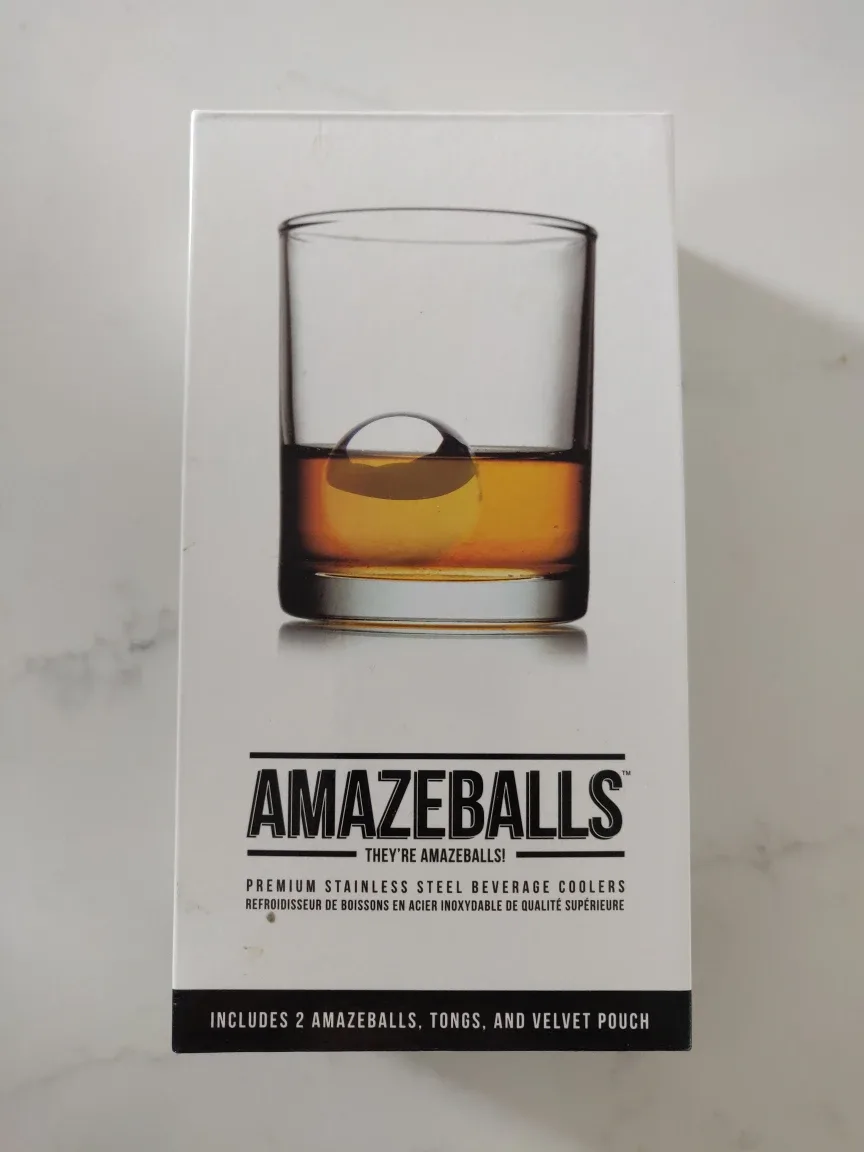 AMAZEBALLS™
THEY'RE AMAZEBALLS!
PREMIUM STAINLESS STEEL BEVERAGE COOLERS
REFROIDISSEUR DE BOISSONS EN ACIER INOXYDABLE DE QUALITÉ SUPÉRIEURE
INCLUDES 2 AMAZEBALLS, TONGS, AND VELVET POUCH